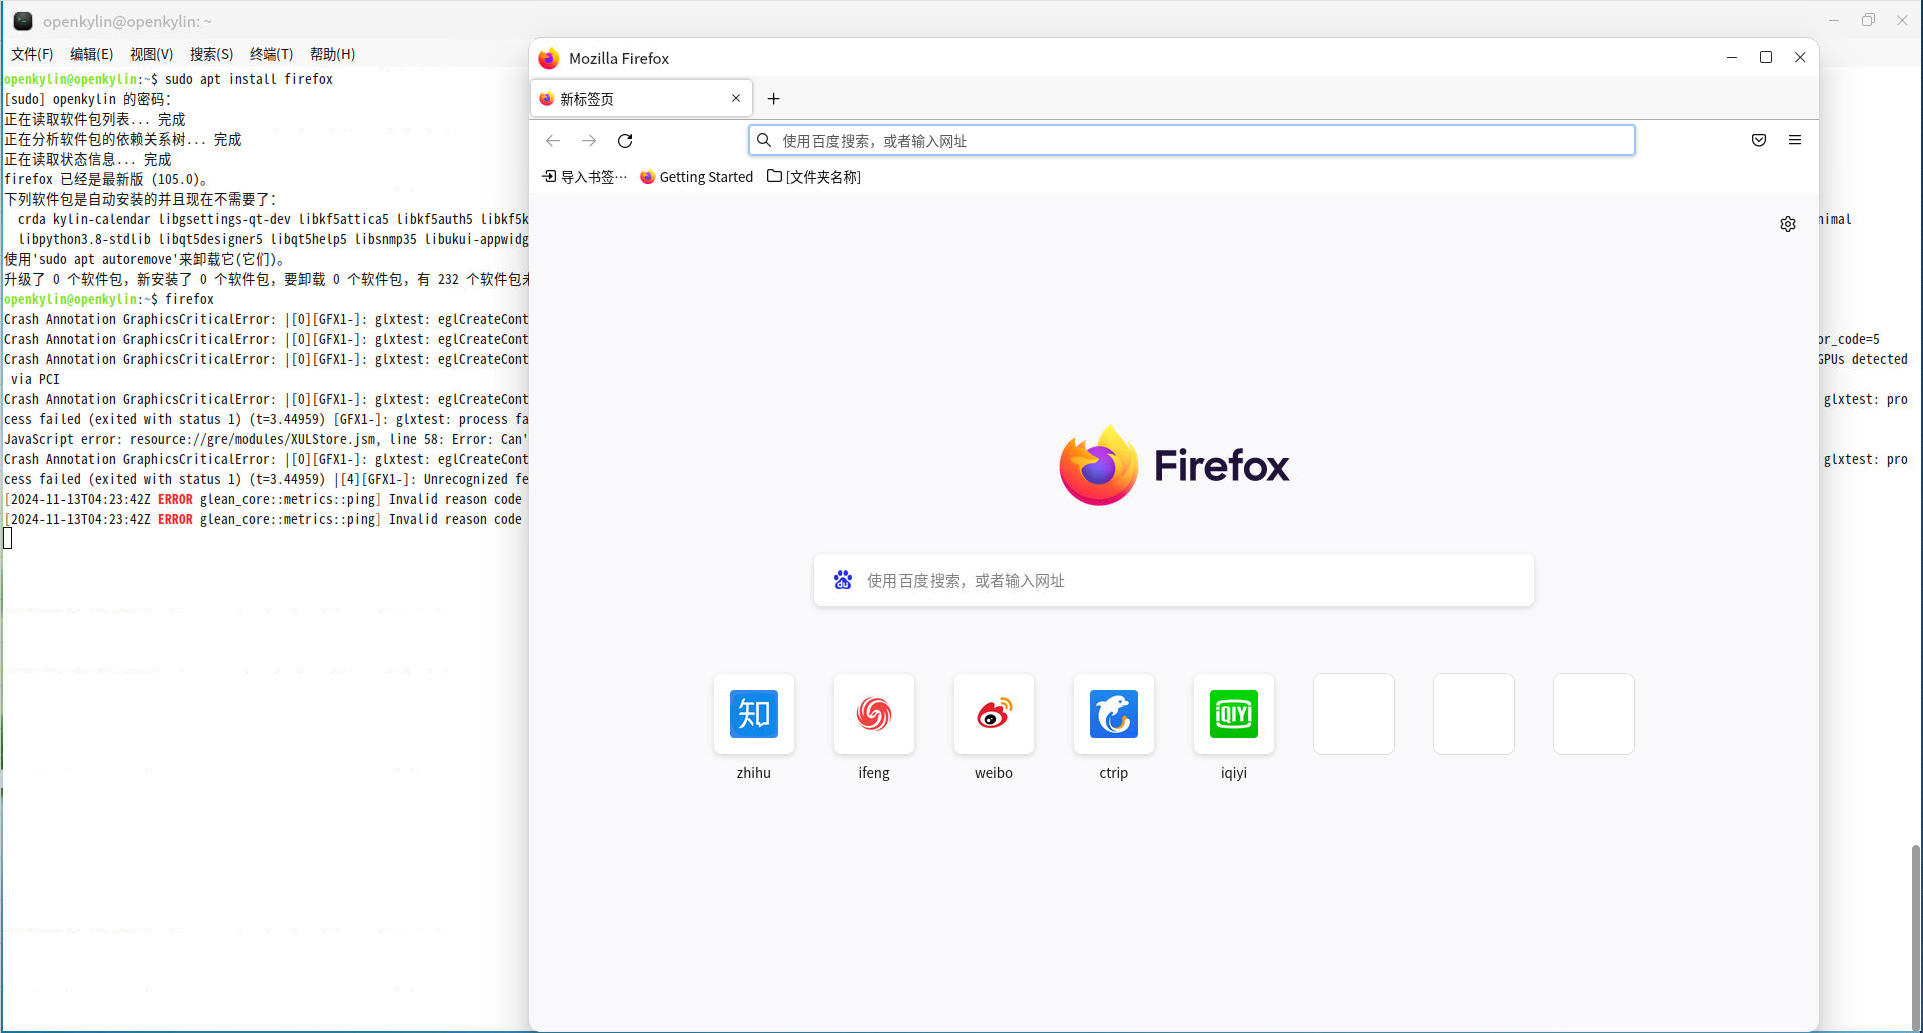 openkylin@openkylin: ~
文件(F) 编辑(E) 视图(V) 搜索(S) 终端(T) 帮助(H)
openkylin@openkylin:~$ sudo apt install firefox
[sudo] openkylin 的密码：
正在读取软件包列表... 完成
正在分析软件包的依赖关系树... 完成
正在读取状态信息... 完成
firefox 已经是最新版 (105.0)。
下列软件包是自动安装的并且现在不需要了：
crda kylin-calendar libgsettings-qt-dev libkf5attica5 libkf5auth5 libkf5k
nimal
libpython3.8-stdlib libqt5designer5 libqt5help5 libsnmp35 libukui-appwidg
使用'sudo apt autoremove'来卸载它(它们)。
升级了 0 个软件包，新安装了 0 个软件包，要卸载 0 个软件包，有 232 个软件包未
openkylin@openkylin:~$ firefox
Crash Annotation GraphicsCriticalError: |[0][GFX1-]: glxtest: eglCreateCont
Crash Annotation GraphicsCriticalError: |[0][GFX1-]: glxtest: eglCreateCont
or_code=5
Crash Annotation GraphicsCriticalError: |[0][GFX1-]: glxtest: eglCreateCont
GPUs detected
via PCI
Crash Annotation GraphicsCriticalError: |[0][GFX1-]: glxtest: eglCreateCont
glxtest: pro
cess failed (exited with status 1) (t=3.44959) [GFX1-]: glxtest: process fa
JavaScript error: resource://gre/modules/XULStore.jsm, line 58: Error: Can'
Crash Annotation GraphicsCriticalError: |[0][GFX1-]: glxtest: eglCreateCont
glxtest: pro
cess failed (exited with status 1) (t=3.44959) |[4][GFX1-]: Unrecognized fe
[2024-11-13T04:23:42Z ERROR glean_core::metrics::ping] Invalid reason code
[2024-11-13T04:23:42Z ERROR glean_core::metrics::ping] Invalid reason code
Mozilla Firefox
新标签页
使用百度搜索，或者输入网址
导入书签… Getting Started [文件夹名称]
Firefox
du 使用百度搜索，或者输入网址
知 iQIYI
zhihu ifeng weibo ctrip iqiyi